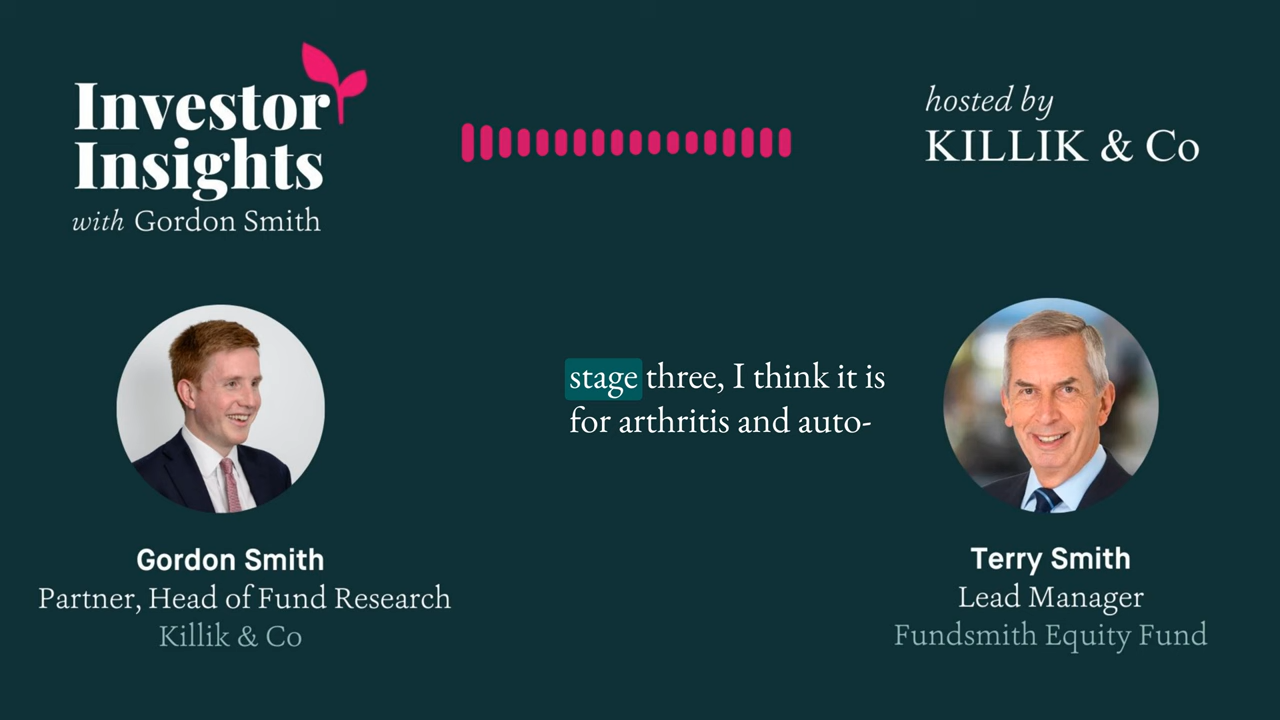 Investor
Insights
with Gordon Smith
hosted by
KILLIK & Co
stage three, I think it is
for arthritis and auto-
Gordon Smith
Partner, Head of Fund Research
Killik & Co
Terry Smith
Lead Manager
Fundsmith Equity Fund